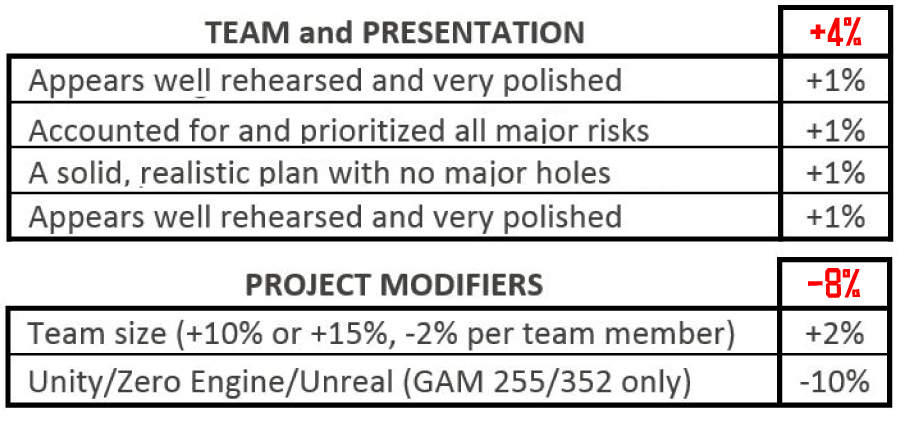 TEAM and PRESENTATION +4%
Appears well rehearsed and very polished +1%
Accounted for and prioritized all major risks +1%
A solid, realistic plan with no major holes +1%
Appears well rehearsed and very polished +1%
PROJECT MODIFIERS -8%
Team size (+10% or +15%, -2% per team member) +2%
Unity/Zero Engine/Unreal (GAM 255/352 only) -10%